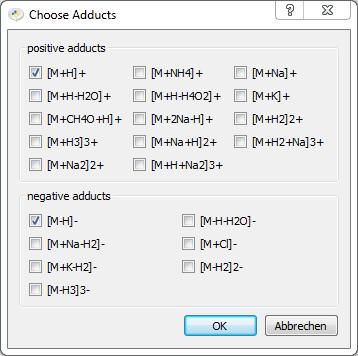 Choose Adducts
positive adducts
[M+H]+ [M+NH4]+ [M+Na]+
[M+H-H2O]+ [M+H-H4O2]+ [M+K]+
[M+CH4O+H]+ [M+2Na-H]+ [M+H2]2+
[M+H3]3+ [M+Na+H]2+ [M+H2+Na]3+
[M+Na2]2+ [M+H+Na2]3+
negative adducts
[M-H]- [M-H-H2O]-
[M+Na-H2]- [M+Cl]-
[M+K-H2]- [M-H2]2-
[M-H3]3-
OK Abbrechen